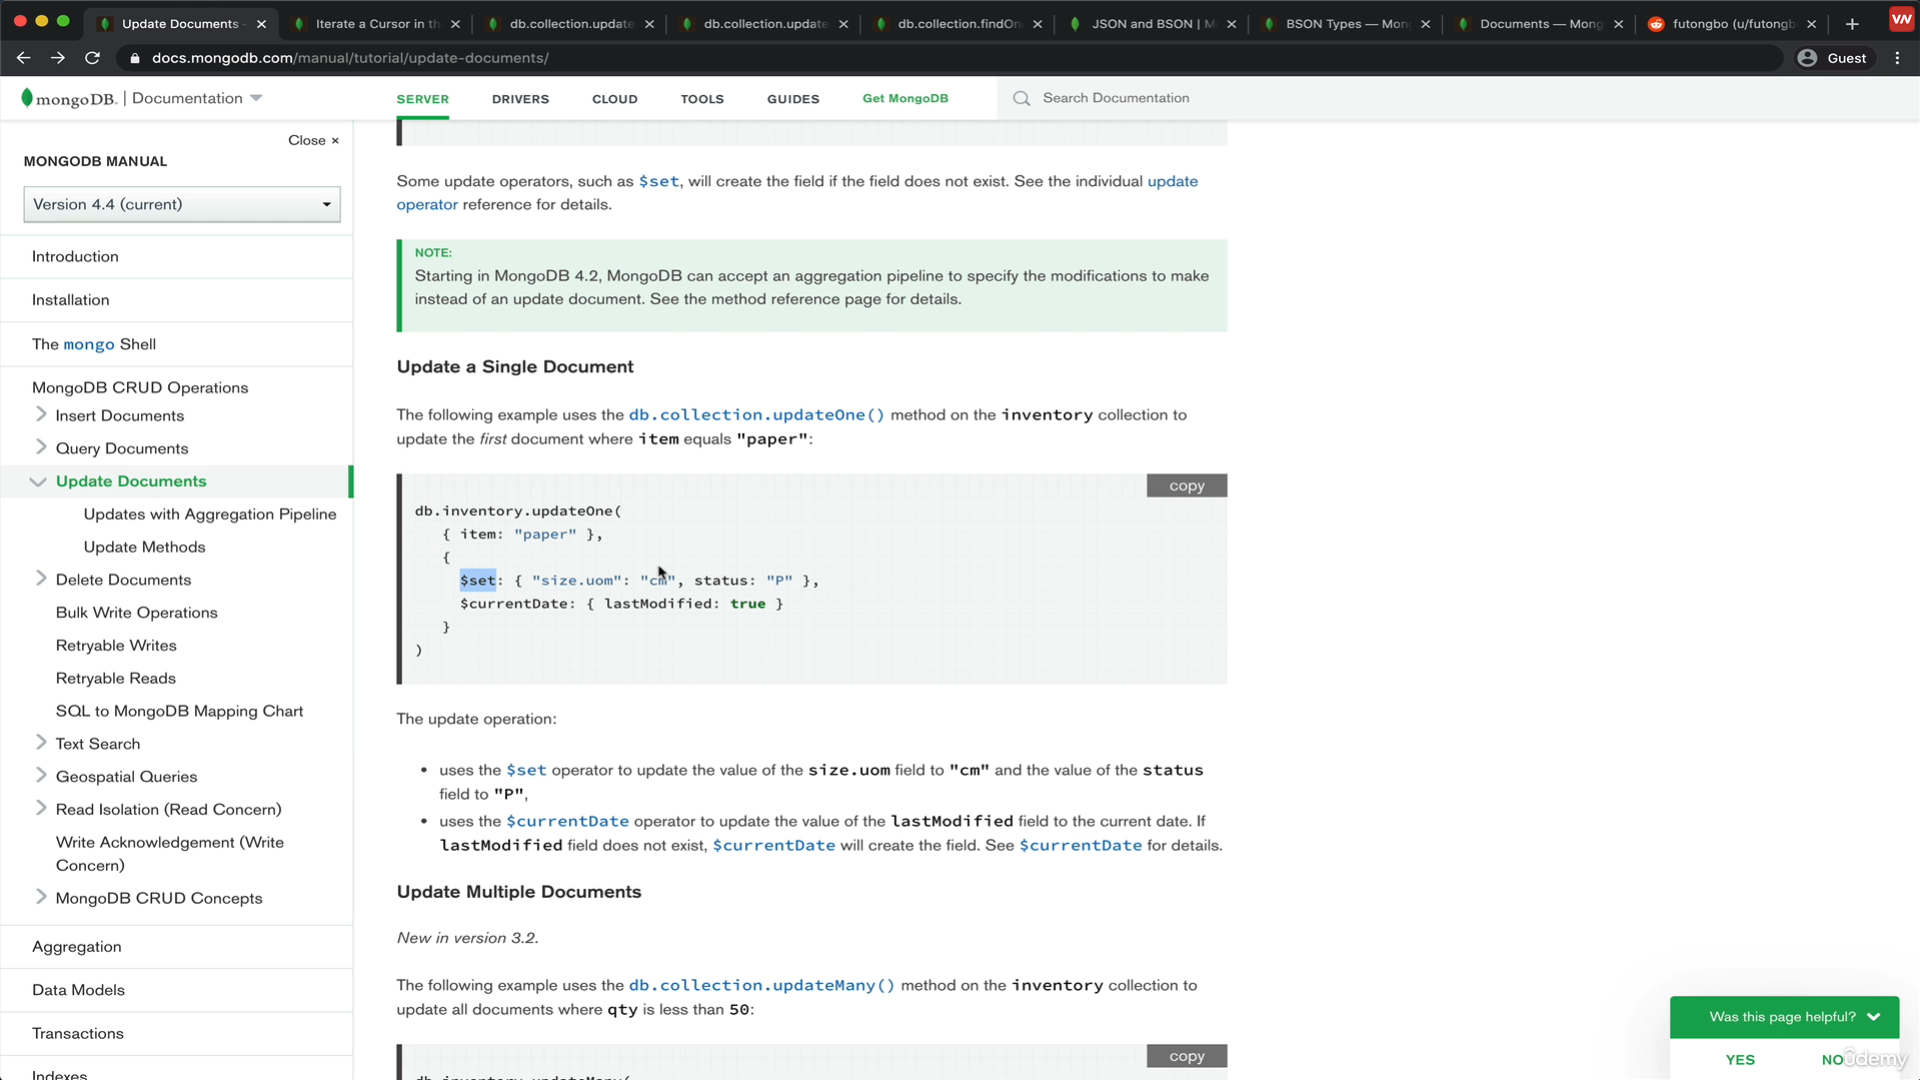 Update Documents -
Iterate a Cursor in th
db.collection.update
db.collection.update
db.collection.findOn
JSON and BSON | M
BSON Types — Mon
Documents — Mong
futongbo (u/futongb
docs.mongodb.com/manual/tutorial/update-documents/
Guest
mongoDB. | Documentation
SERVER
DRIVERS
CLOUD
TOOLS
GUIDES
Get MongoDB
Search Documentation
Close ×
MONGODB MANUAL
Version 4.4 (current)
Introduction
Installation
The mongo Shell
MongoDB CRUD Operations
Insert Documents
Query Documents
Update Documents
Updates with Aggregation Pipeline
Update Methods
Delete Documents
Bulk Write Operations
Retryable Writes
Retryable Reads
SQL to MongoDB Mapping Chart
Text Search
Geospatial Queries
Read Isolation (Read Concern)
Write Acknowledgement (Write
Concern)
MongoDB CRUD Concepts
Aggregation
Data Models
Transactions
Indexes
Some update operators, such as $set, will create the field if the field does not exist. See the individual update
operator reference for details.
NOTE:
Starting in MongoDB 4.2, MongoDB can accept an aggregation pipeline to specify the modifications to make
instead of an update document. See the method reference page for details.
Update a Single Document
The following example uses the db.collection.updateOne() method on the inventory collection to
update the first document where item equals "paper":
copy
db.inventory.updateOne(
{ item: "paper" },
{
$set: { "size.uom": "cm", status: "P" },
$currentDate: { lastModified: true }
}
)
The update operation:
• uses the $set operator to update the value of the size.uom field to "cm" and the value of the status
field to "P",
• uses the $currentDate operator to update the value of the lastModified field to the current date. If
lastModified field does not exist, $currentDate will create the field. See $currentDate for details.
Update Multiple Documents
New in version 3.2.
The following example uses the db.collection.updateMany() method on the inventory collection to
update all documents where qty is less than 50:
copy
db.inventory.updateMany(
Was this page helpful?
YES
NO
ûdemy